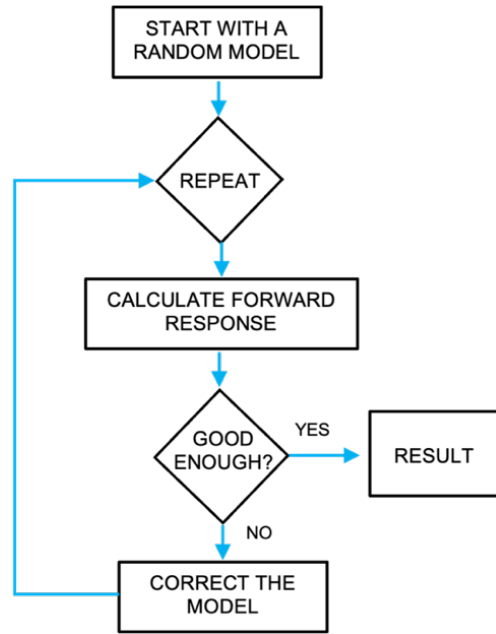 START WITH A
RANDOM MODEL
REPEAT
CALCULATE FORWARD
RESPONSE
GOOD
ENOUGH?
YES
RESULT
NO
CORRECT THE
MODEL